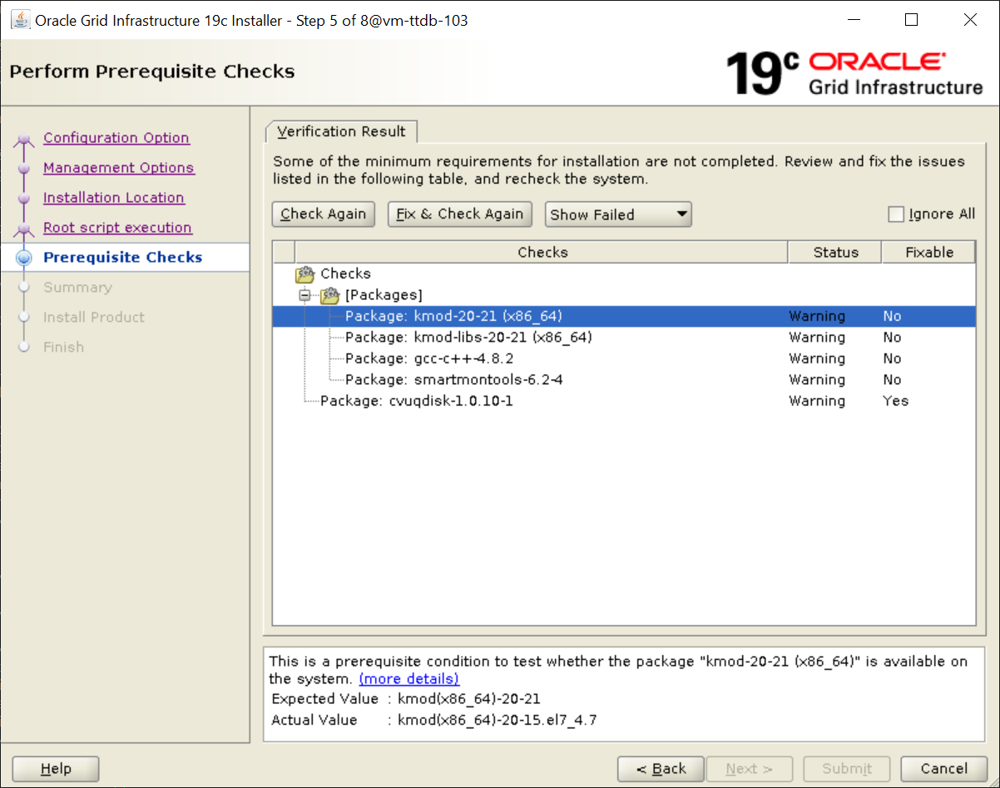 Oracle Grid Infrastructure 19c Installer - Step 5 of 8@vm-ttdb-103
Perform Prerequisite Checks
19c ORACLE
Grid Infrastructure
Configuration Option
Management Options
Installation Location
Root script execution
Prerequisite Checks
Summary
Install Product
Finish
Verification Result
Some of the minimum requirements for installation are not completed. Review and fix the issues
listed in the following table, and recheck the system.
Check Again Fix & Check Again Show Failed Ignore All
Checks Status Fixable
Checks
[Packages]
Package: kmod-20-21 (x86_64) Warning No
Package: kmod-libs-20-21 (x86_64) Warning No
Package: gcc-c++-4.8.2 Warning No
Package: smartmontools-6.2-4 Warning No
Package: cvuqdisk-1.0.10-1 Warning Yes
This is a prerequisite condition to test whether the package "kmod-20-21 (x86_64)" is available on
the system. (more details)
Expected Value : kmod(x86_64)-20-21
Actual Value : kmod(x86_64)-20-15.el7_4.7
Help < Back Next > Submit Cancel